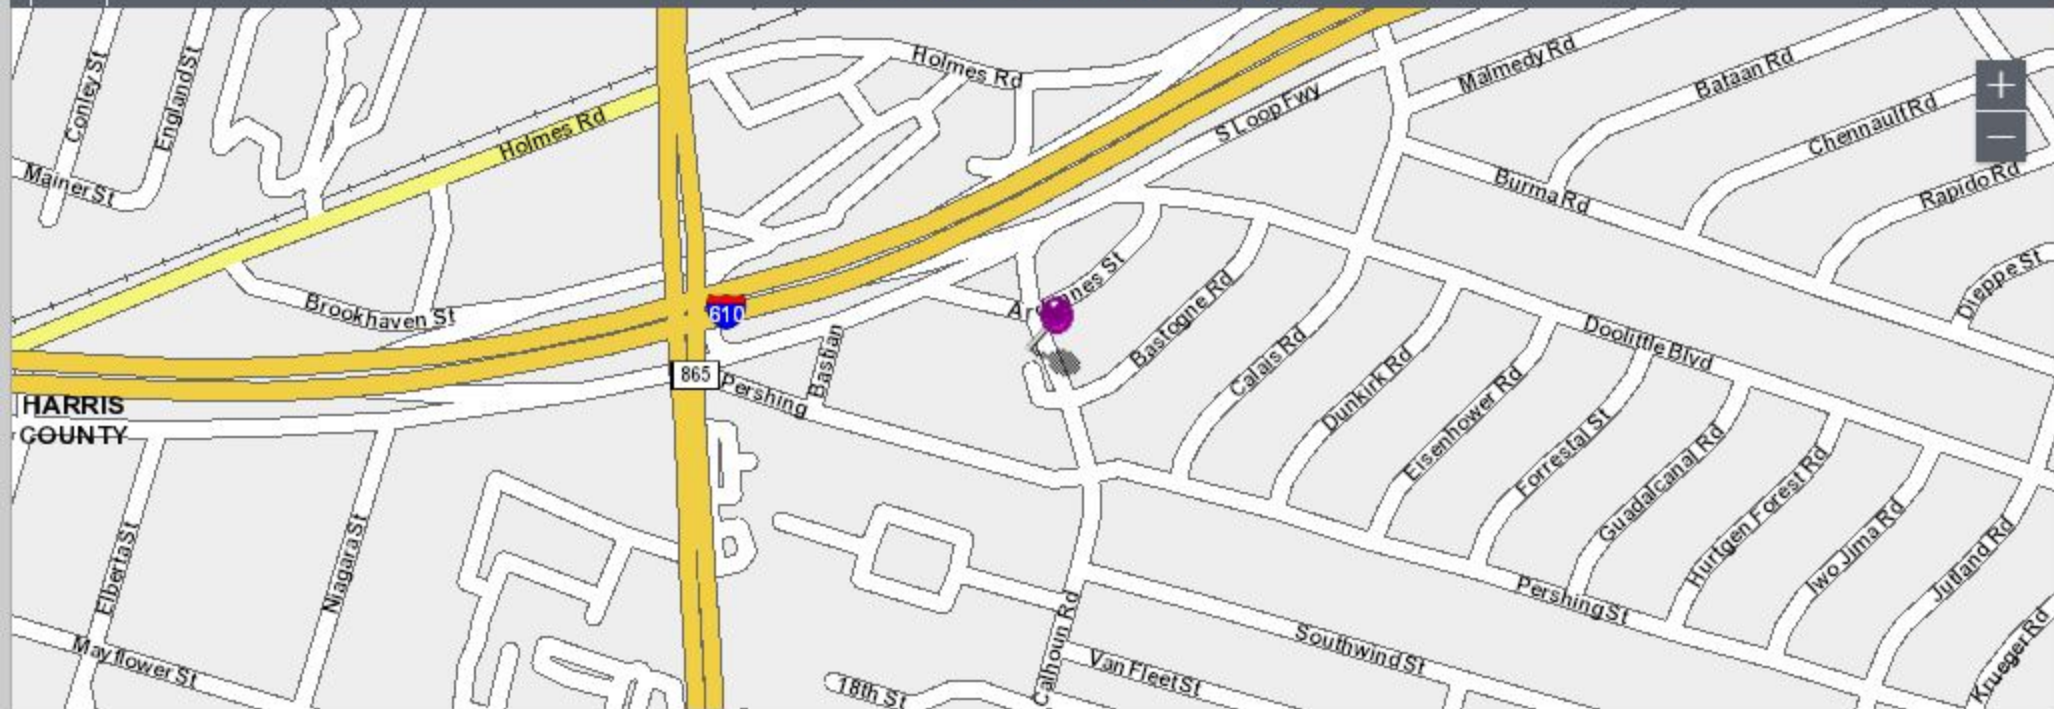 Conley St
England St
Mainer St
Holmes Rd
Holmes Rd
S Loop Fwy
Malmedy Rd
Bataan Rd
Chennault Rd
Rapido Rd
Burma Rd
Dieppe St
Brookhaven St
610
865
HARRIS
COUNTY
Bastian
Pershing
Bastogne Rd
Calais Rd
Dunkirk Rd
Doolittle Blvd
Eisenhower Rd
Forrestal St
Guadalcanal Rd
Hurtgen Forest Rd
Iwo Jima Rd
Jutland Rd
Krueger Rd
Pershing St
Elberta St
Niagara St
Mayflower St
Calhoun Rd
Southwind St
Van Fleet St
18th St
+
−